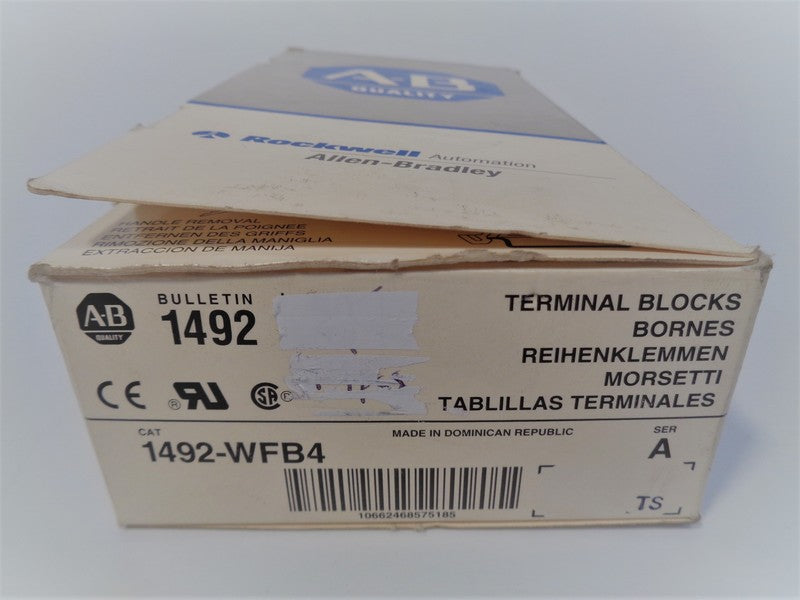 A-B
QUALITY
Rockwell Automation
Allen-Bradley
HANDLE REMOVAL
RETRAIT DE LA POIGNEE
ENTFERNEN DES GRIFFS
RIMOZIONE DELLA MANIGLIA
EXTRACCION DE MANIJA
A-B
QUALITY
BULLETIN
1492
TERMINAL BLOCKS
BORNES
REIHENKLEMMEN
MORSETTI
TABLILLAS TERMINALES
CE
®
SA
CAT
1492-WFB4
MADE IN DOMINICAN REPUBLIC
SER
A
10662468575185
TS